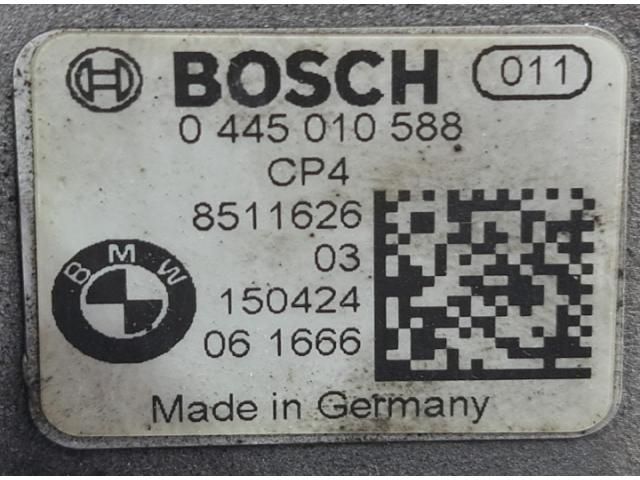 BOSCH 011
0 445 010 588
CP4
8511626
03
BMW
150424
06 1666
Made in Germany